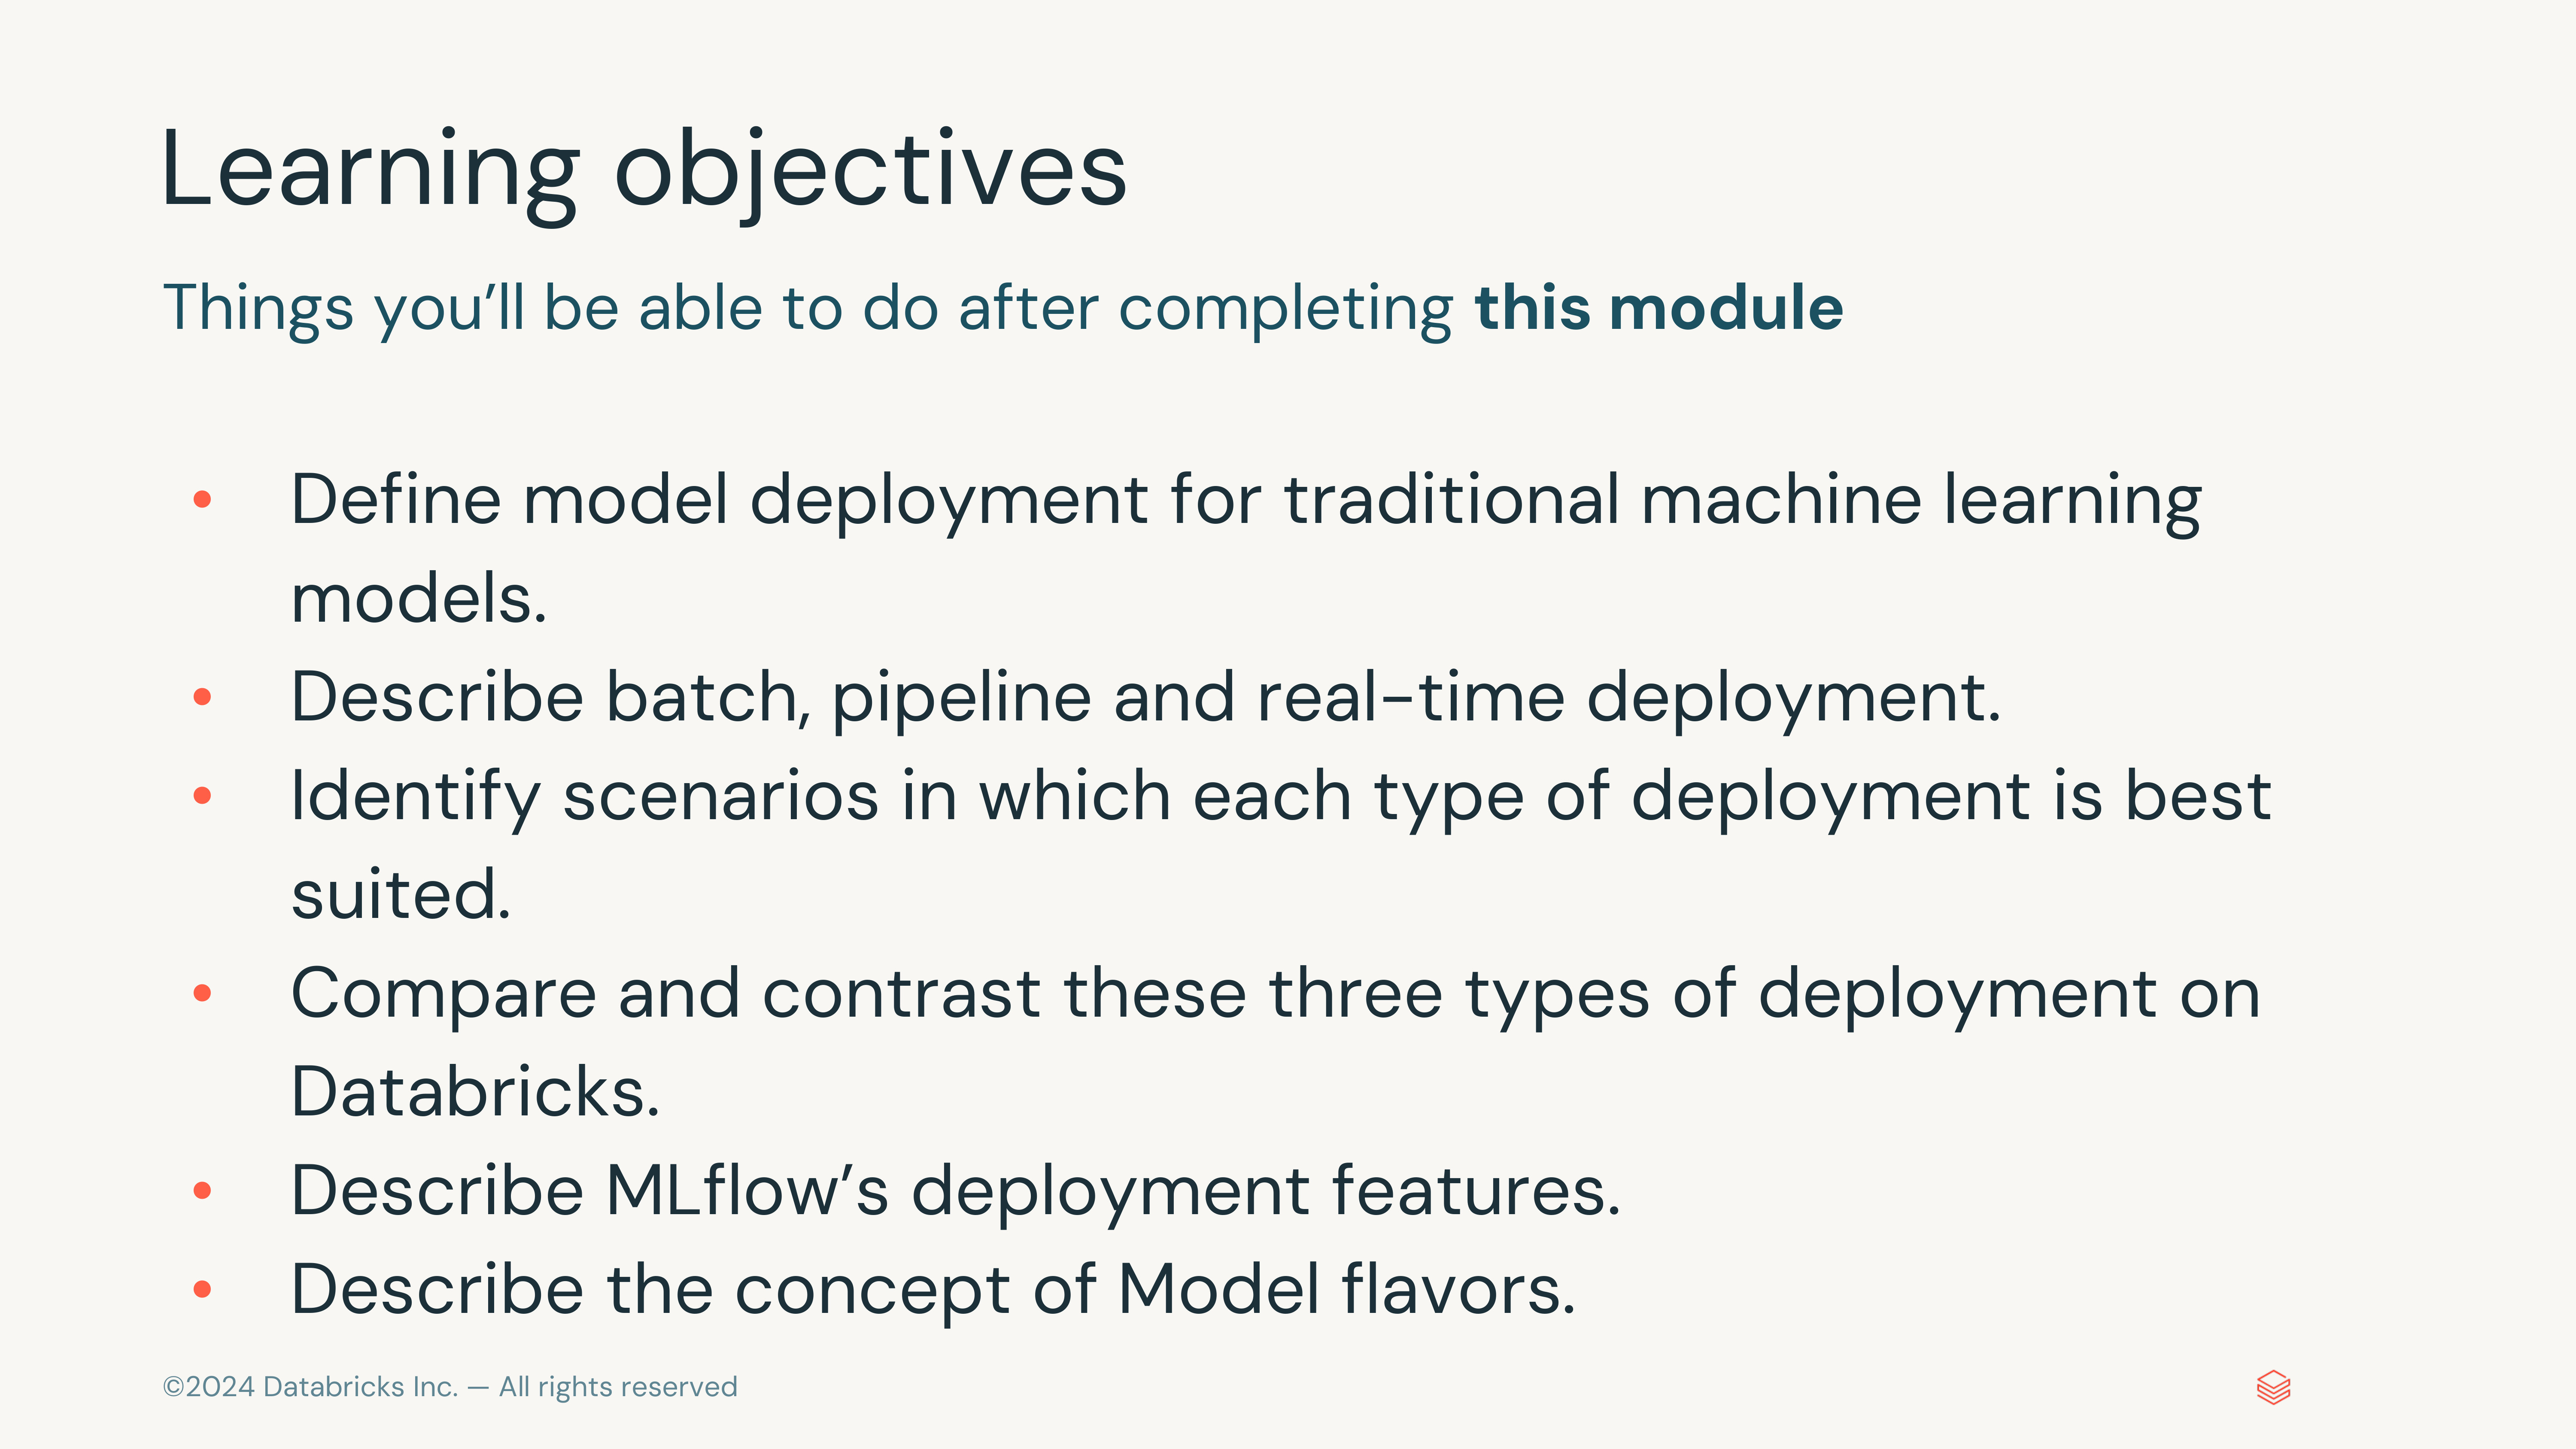 Learning objectives
Things you’ll be able to do after completing this module
• Define model deployment for traditional machine learning
models.
• Describe batch, pipeline and real-time deployment.
• Identify scenarios in which each type of deployment is best
suited.
• Compare and contrast these three types of deployment on
Databricks.
• Describe MLflow’s deployment features.
• Describe the concept of Model flavors.
©2024 Databricks Inc. — All rights reserved